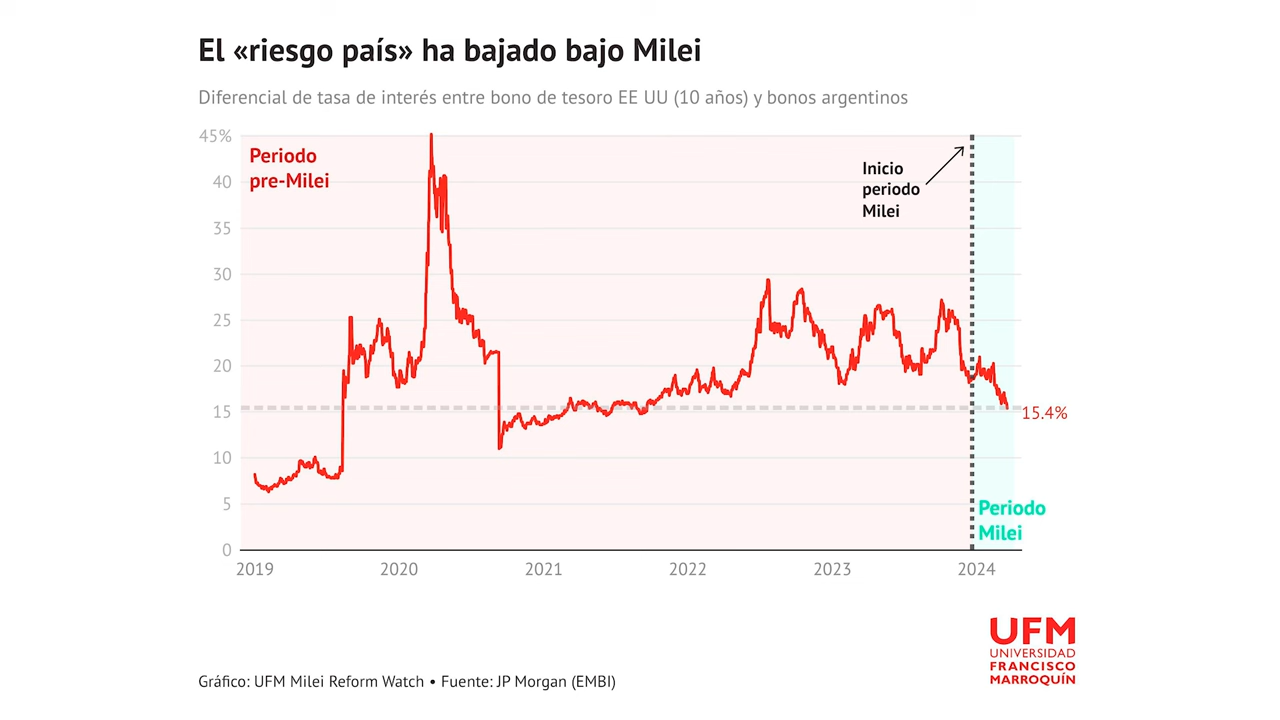 El «riesgo país» ha bajado bajo Milei
Diferencial de tasa de interés entre bono de tesoro EE UU (10 años) y bonos argentinos
45%
40
35
30
25
20
15
10
5
0
Periodo
pre-Milei
Inicio
periodo
Milei
15.4%
Periodo
Milei
2019
2020
2021
2022
2023
2024
UFM
UNIVERSIDAD
FRANCISCO
MARROQUÍN
Gráfico: UFM Milei Reform Watch • Fuente: JP Morgan (EMBI)